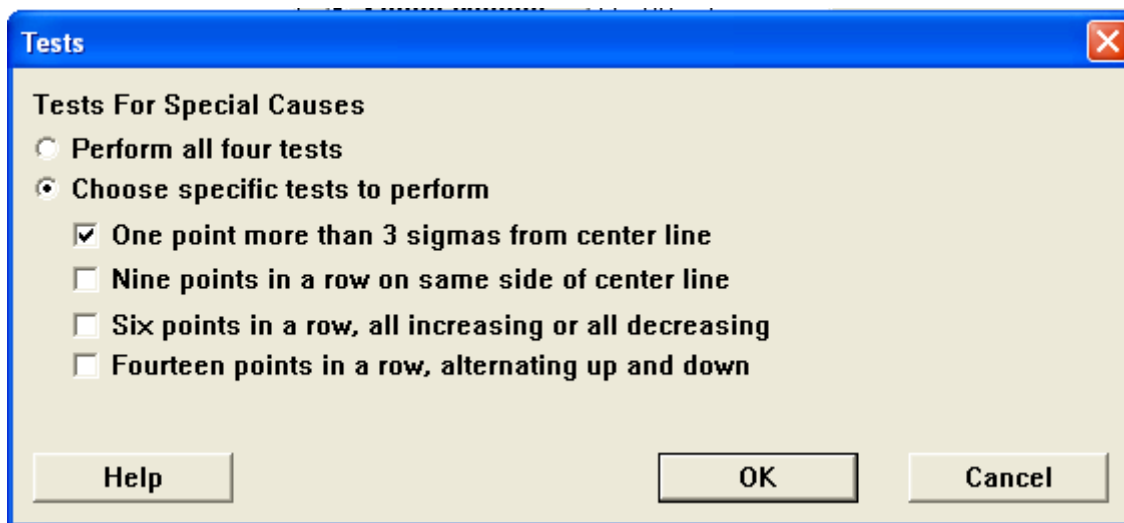 Tests
Tests For Special Causes
Perform all four tests
Choose specific tests to perform
One point more than 3 sigmas from center line
Nine points in a row on same side of center line
Six points in a row, all increasing or all decreasing
Fourteen points in a row, alternating up and down
Help OK Cancel